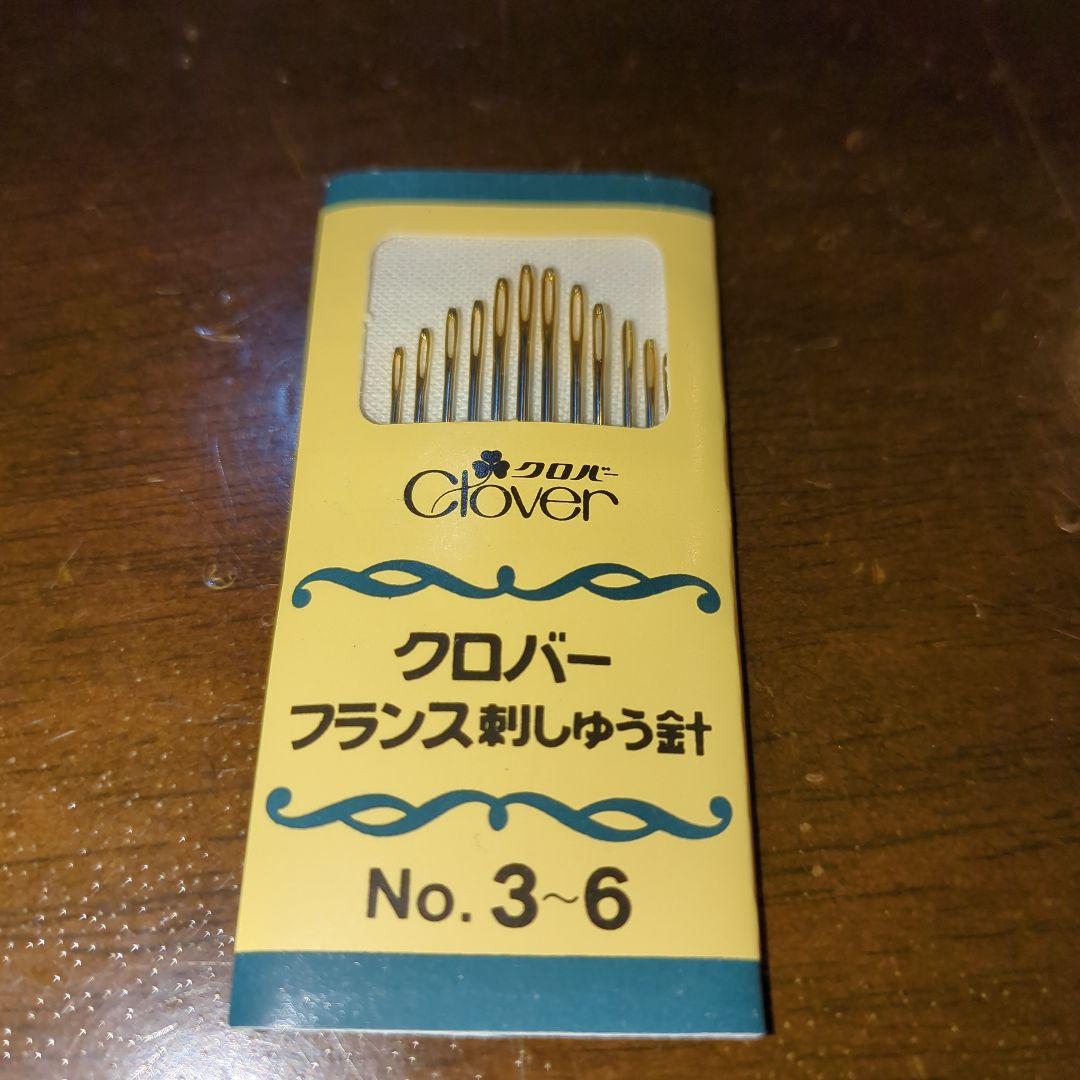 クロバー
Clover
クロバー
フランス刺しゅう針
No. 3~6